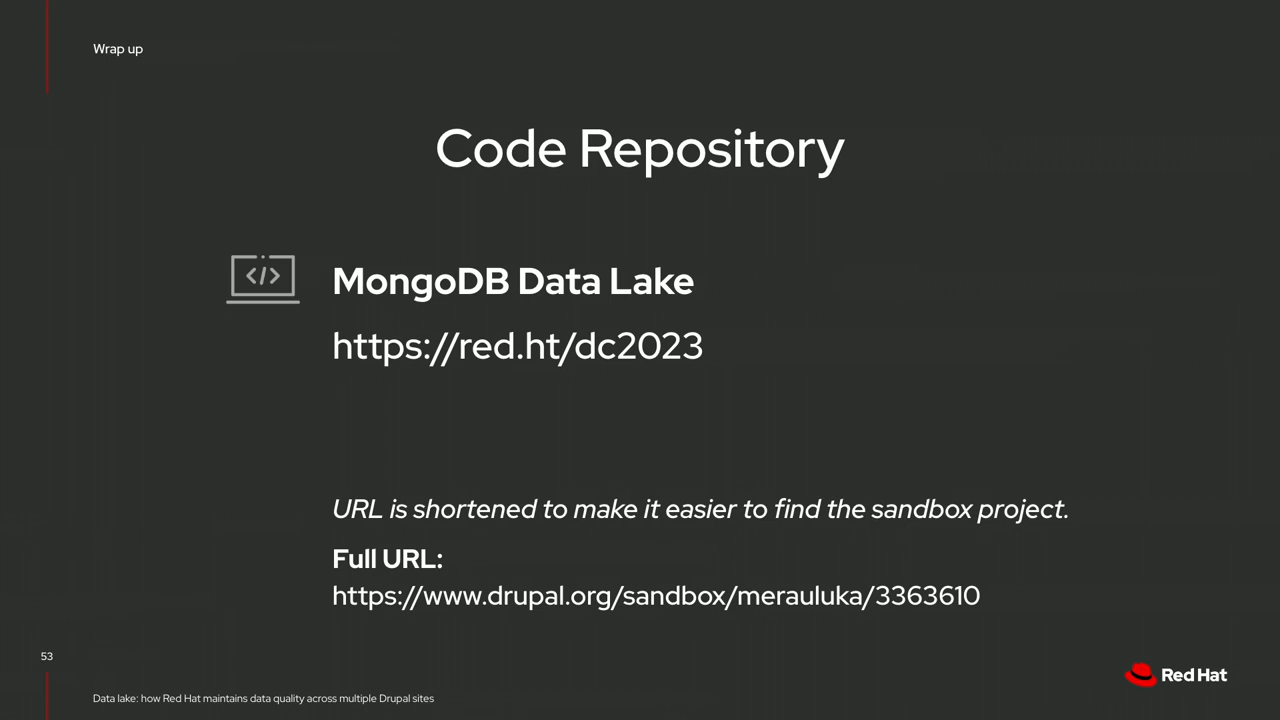 Wrap up
Code Repository
MongoDB Data Lake
https://red.ht/dc2023
URL is shortened to make it easier to find the sandbox project.
Full URL:
https://www.drupal.org/sandbox/merauluka/3363610
53
Red Hat
Data lake: how Red Hat maintains data quality across multiple Drupal sites